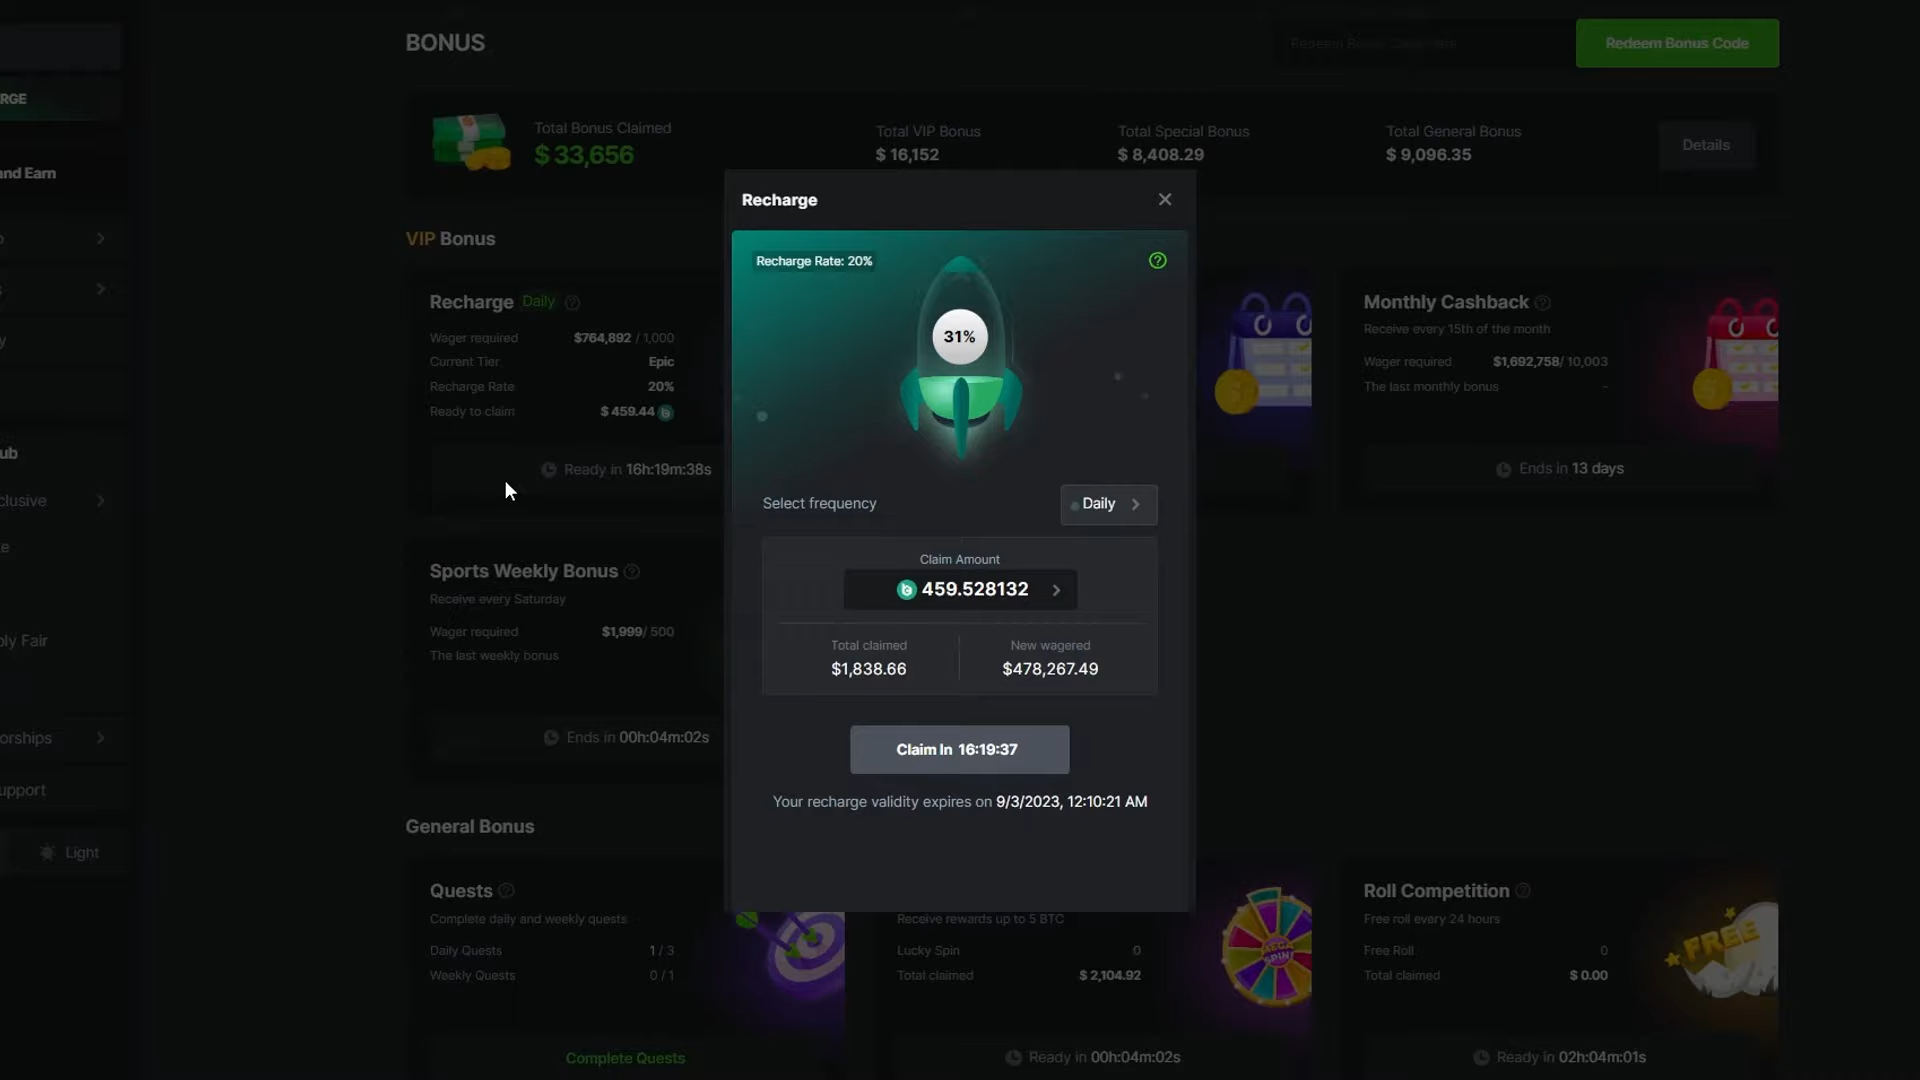 BONUS
Redeem Bonus Code
RGE
Total Bonus Claimed
$ 33,656
Total VIP Bonus
$ 16,152
Total Special Bonus
$ 8,408.29
Total General Bonus
$ 9,096.35
Details
and Earn
Recharge
VIP Bonus
Recharge Rate: 20%
31%
Recharge Daily
Wager required $764,892 / 1,000
Current Tier Epic
Recharge Rate 20%
Ready to claim $ 459.44
Ready in 16h:19m:38s
Monthly Cashback
Receive every 15th of the month
Wager required $1,692,758/ 10,003
The last monthly bonus -
Ends in 13 days
ub
clusive
e
Select frequency Daily
Claim Amount
459.528132
Total claimed
$1,838.66
New wagered
$478,267.49
Claim In 16:19:37
Your recharge validity expires on 9/3/2023, 12:10:21 AM
Sports Weekly Bonus
Receive every Saturday
Wager required $1,999/ 500
The last weekly bonus
Ends in 00h:04m:02s
bly Fair
orships
upport
Light
General Bonus
Quests
Complete daily and weekly quests
Daily Quests 1 / 3
Weekly Quests 0 / 1
Complete Quests
Receive rewards up to 5 BTC
Lucky Spin 0
Total claimed $ 2,104.92
MEGA
SPIN
Ready in 00h:04m:02s
Roll Competition
Free roll every 24 hours
Free Roll 0
Total claimed $ 0.00
FREE
Ready in 02h:04m:01s